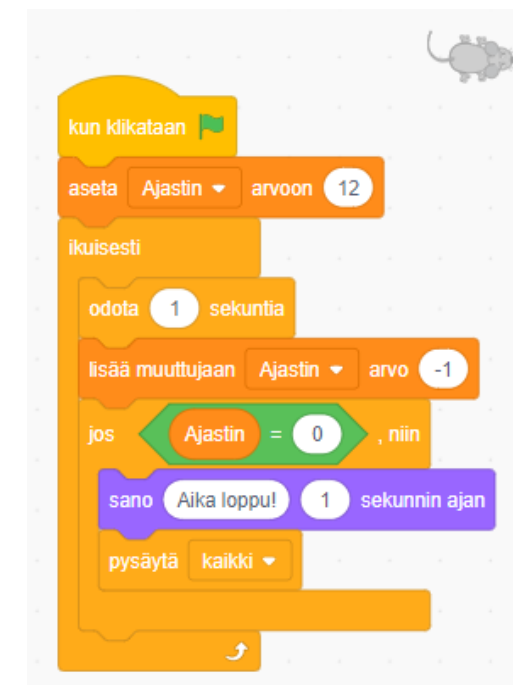 kun klikataan
aseta Ajastin arvoon 12
ikuisesti
odota 1 sekuntia
lisää muuttujaan Ajastin arvo -1
jos Ajastin = 0 , niin
sano Aika loppu! 1 sekunnin ajan
pysäytä kaikki